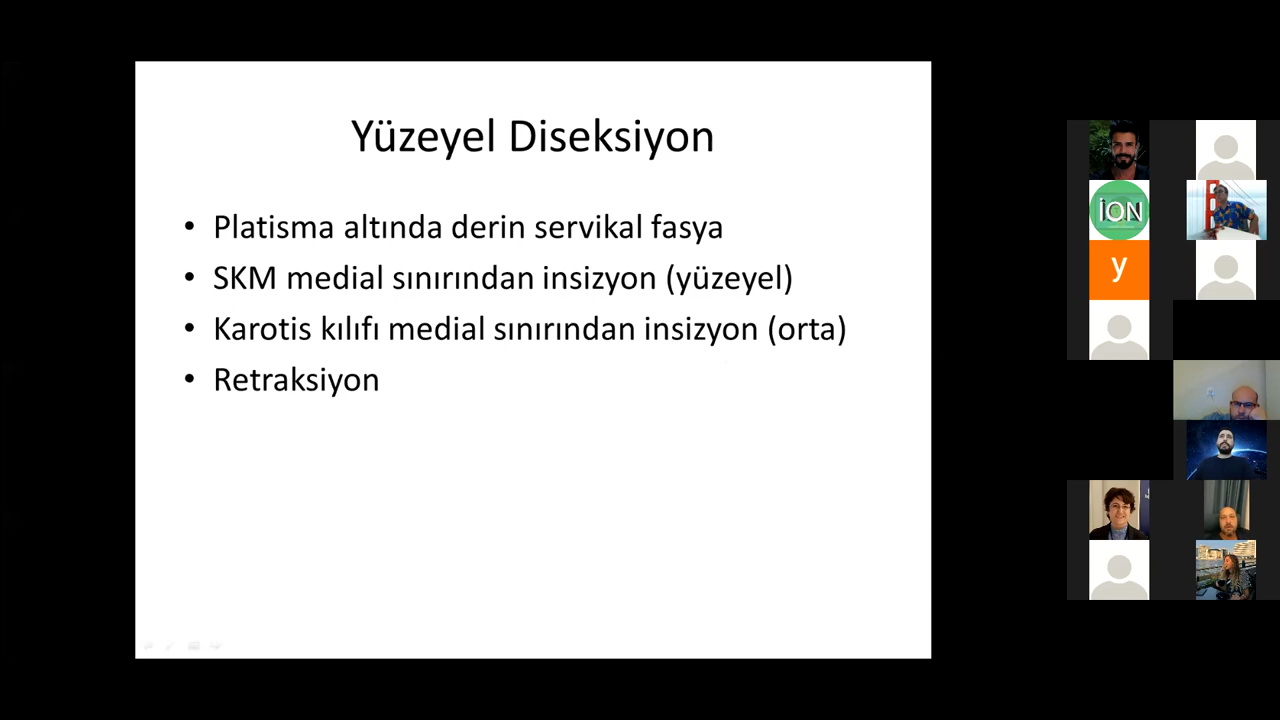 Yüzeyel Diseksiyon
• Platisma altında derin servikal fasya
• SKM medial sınırından insizyon (yüzeyel)
• Karotis kılıfı medial sınırından insizyon (orta)
• Retraksiyon
İON
y